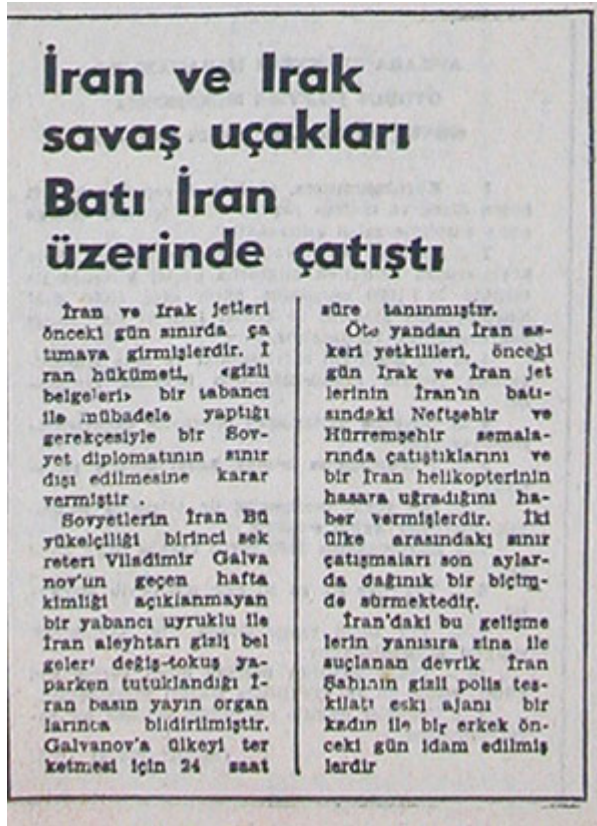 İran ve Irak
savaş uçakları
Batı İran
üzerinde çatıştı
İran ve Irak jetleri
önceki gün sınırda ça
tımaya girmişlerdir. İ
ran hükümeti, «gizli
belgeleri» bir yabancı
ile mübadele yaptığı
gerekçesiyle bir Sov-
yet diplomatının sınır
dışı edilmesine karar
vermiştir .
Sovyetlerin İran Bü
yükelçiliği birinci sek
reteri Viladimir Galva
nov'un geçen hafta
kimliği açıklanmayan
bir yabancı uyruklu ile
İran aleyhtarı gizli bel
geleri değiş-tokuş ya-
parken tutuklandığı İ-
ran basın yayın organ
larınca bildirilmiştir.
Galvanov'a ülkeyi ter
ketmesi için 24 saat
süre tanınmıştır.
Öte yandan İran as-
keri yetkilileri, önceki
gün Irak ve İran jet
lerinin İran'ın batı-
sındaki Neftşehir ve
Hürremşehir semala-
rında çatıştıklarını ve
bir İran helikopterinin
hasara uğradığını ha-
ber vermişlerdir. İki
ülke arasındaki sınır
çatışmaları son aylar-
da dağınık bir biçim-
de sürmektedir.
İran'daki bu gelişme
lerin yanısıra zina ile
suçlanan devrik İran
Şahının gizli polis teş-
kilatı eski ajanı bir
kadın ile bir erkek ön-
ceki gün idam edilmiş
lerdir